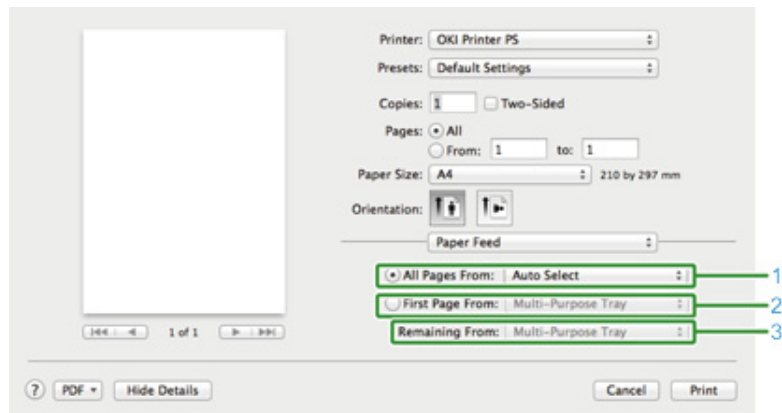 Printer: OKI Printer PS
Presets: Default Settings
Copies: 1 Two-Sided
Pages: All
From: 1 to: 1
Paper Size: A4 210 by 297 mm
Orientation:
Paper Feed
All Pages From: Auto Select 1
First Page From: Multi-Purpose Tray 2
Remaining From: Multi-Purpose Tray 3
1 of 1
? PDF Hide Details Cancel Print